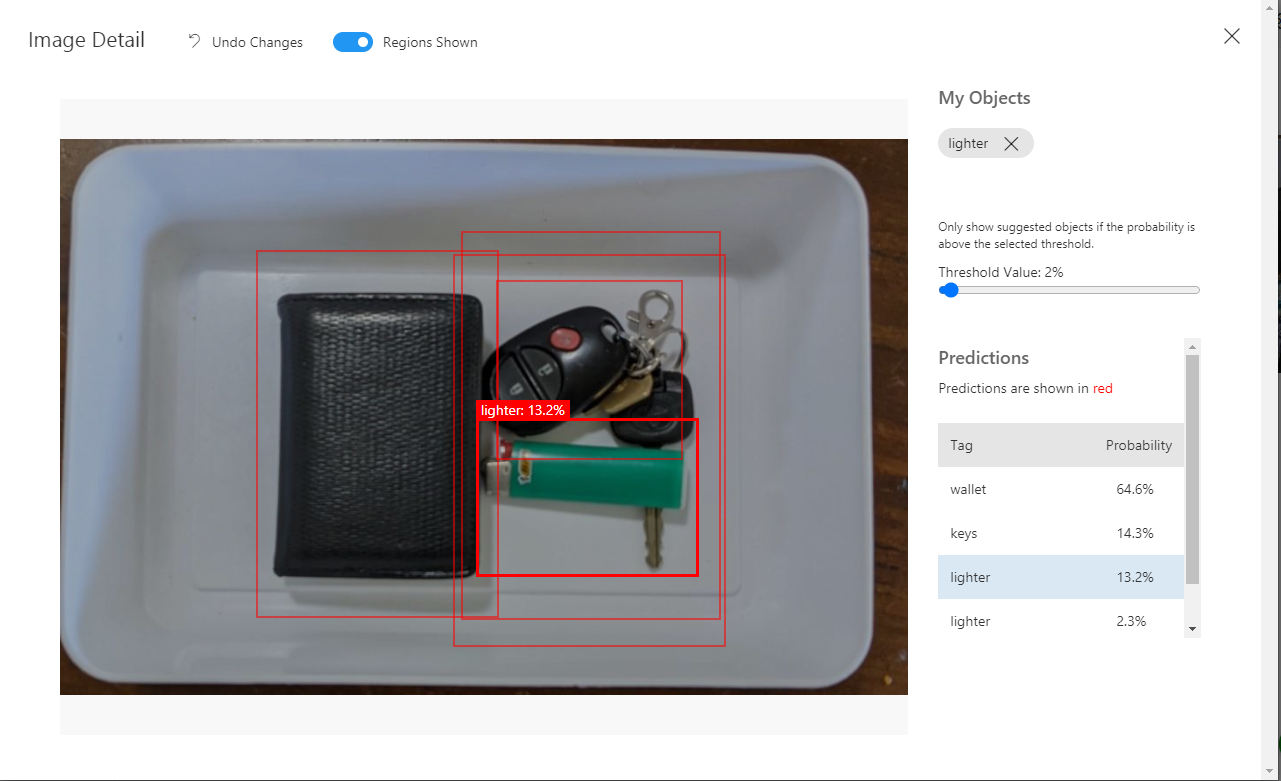 Image Detail
Undo Changes
Regions Shown
lighter: 13.2%
My Objects
lighter
Only show suggested objects if the probability is
above the selected threshold.
Threshold Value: 2%
Predictions
Predictions are shown in red
Tag Probability
wallet 64.6%
keys 14.3%
lighter 13.2%
lighter 2.3%